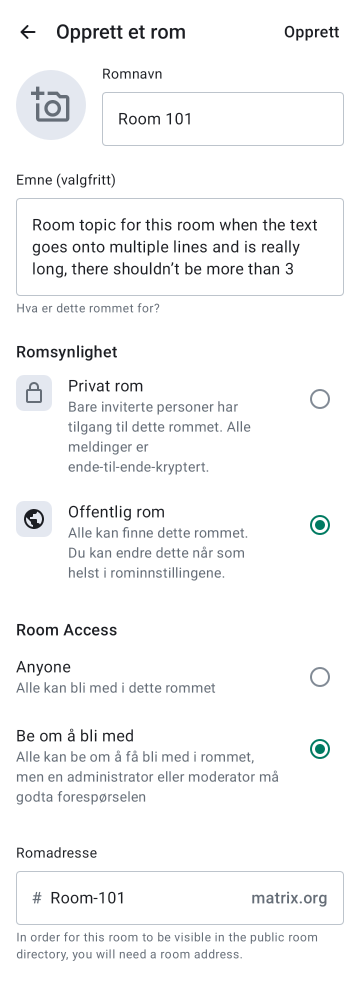 Opprett et rom
Opprett
Romnavn
Room 101
Emne (valgfritt)
Room topic for this room when the text
goes onto multiple lines and is really
long, there shouldn’t be more than 3
Hva er dette rommet for?
Romsynlighet
Privat rom
Bare inviterte personer har
tilgang til dette rommet. Alle
meldinger er
ende-til-ende-kryptert.
Offentlig rom
Alle kan finne dette rommet.
Du kan endre dette når som
helst i rominnstillingene.
Room Access
Anyone
Alle kan bli med i dette rommet
Be om å bli med
Alle kan be om å få bli med i rommet,
men en administrator eller moderator må
godta forespørselen
Romadresse
# Room-101 matrix.org
In order for this room to be visible in the public room
directory, you will need a room address.